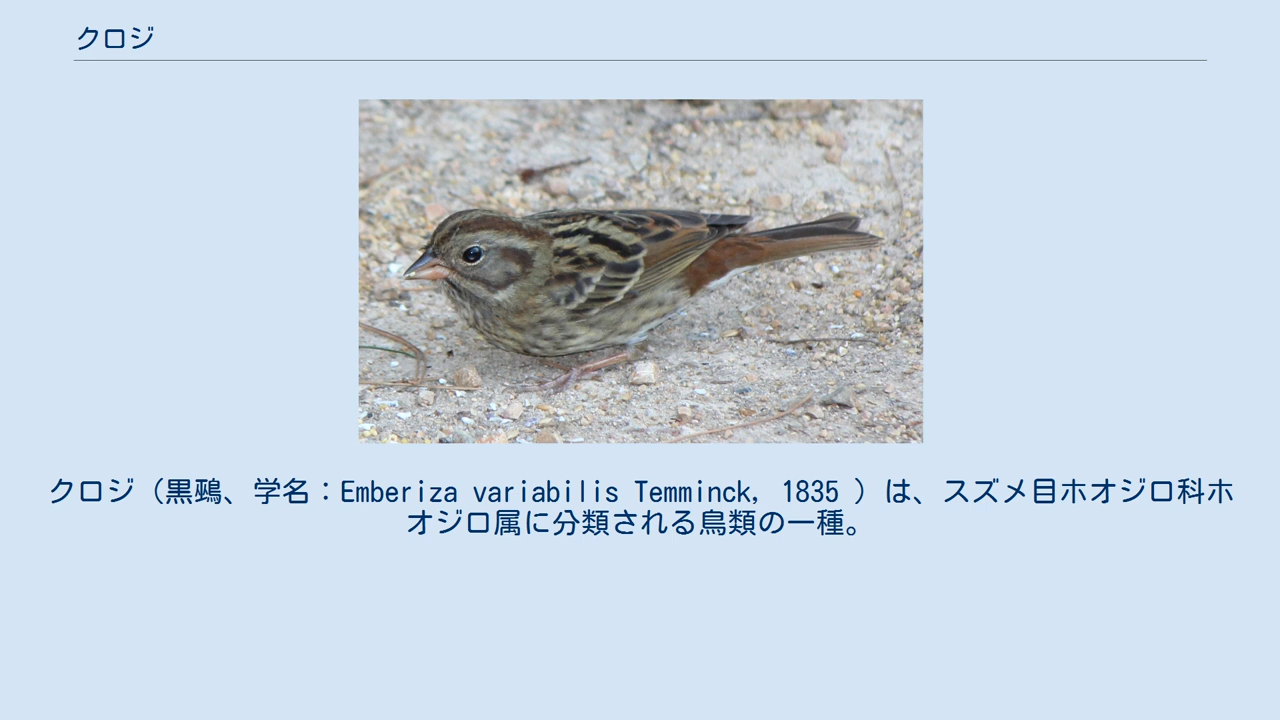 クロジ
クロジ（黒鵐、学名：Emberiza variabilis Temminck, 1835 ）は、スズメ目ホオジロ科ホ
オジロ属に分類される鳥類の一種。